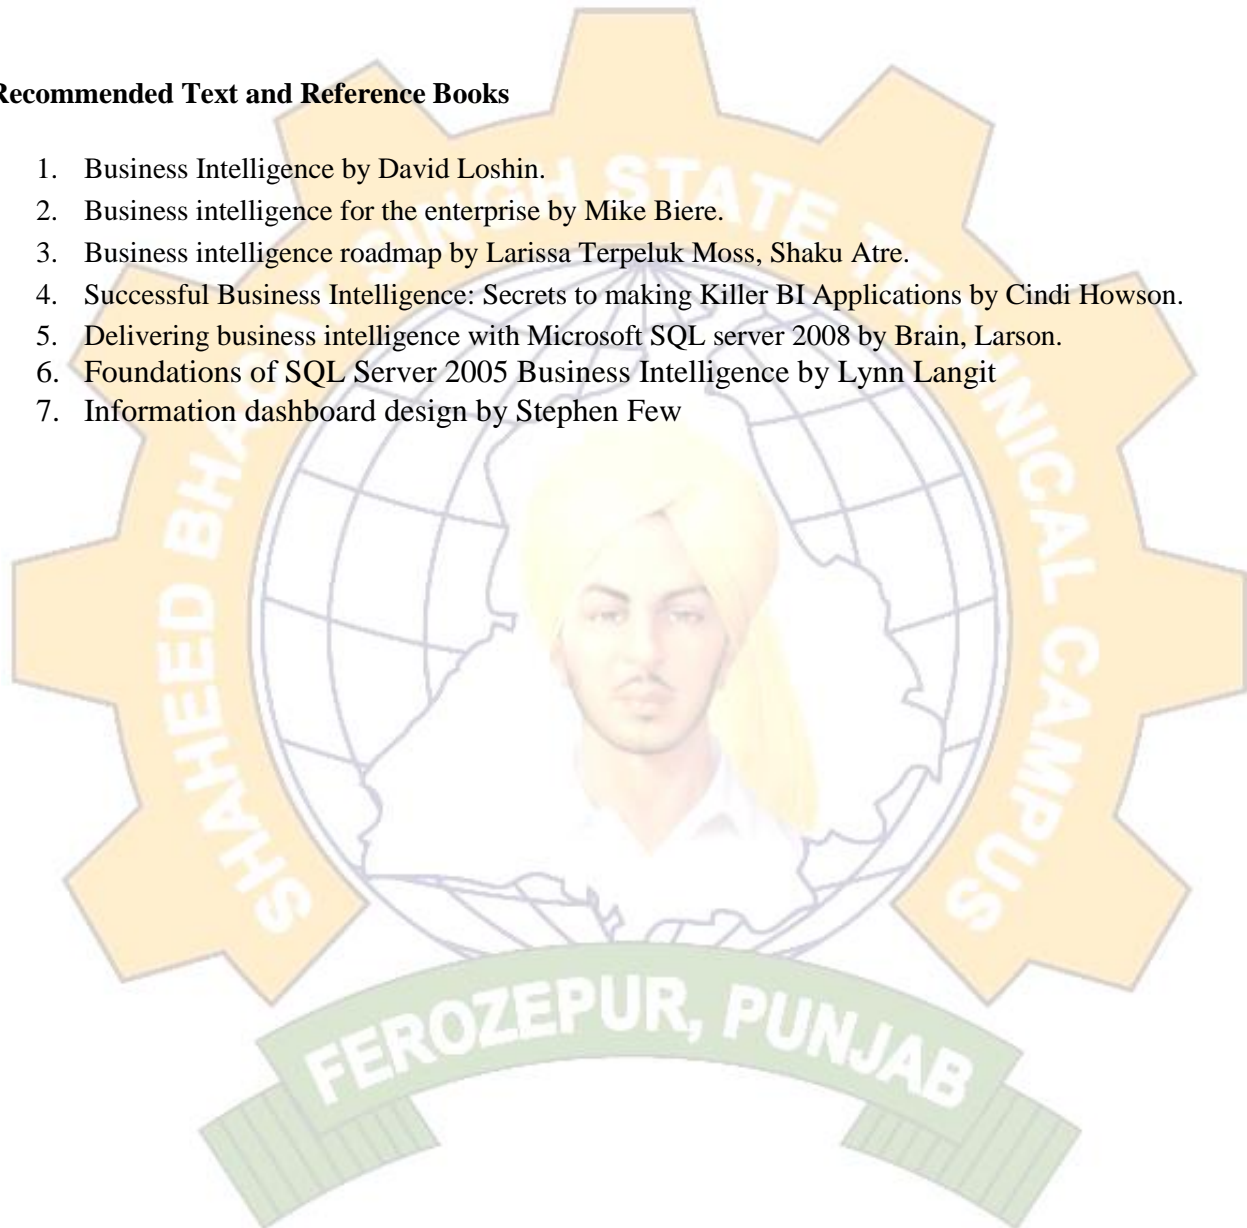 Recommended Text and Reference Books
1. Business Intelligence by David Loshin.
2. Business intelligence for the enterprise by Mike Biere.
3. Business intelligence roadmap by Larissa Terpeluk Moss, Shaku Atre.
4. Successful Business Intelligence: Secrets to making Killer BI Applications by Cindi Howson.
5. Delivering business intelligence with Microsoft SQL server 2008 by Brain, Larson.
6. Foundations of SQL Server 2005 Business Intelligence by Lynn Langit
7. Information dashboard design by Stephen Few
SHAHEED BHAGAT SINGH STATE TECHNICAL CAMPUS
FEROZEPUR, PUNJAB